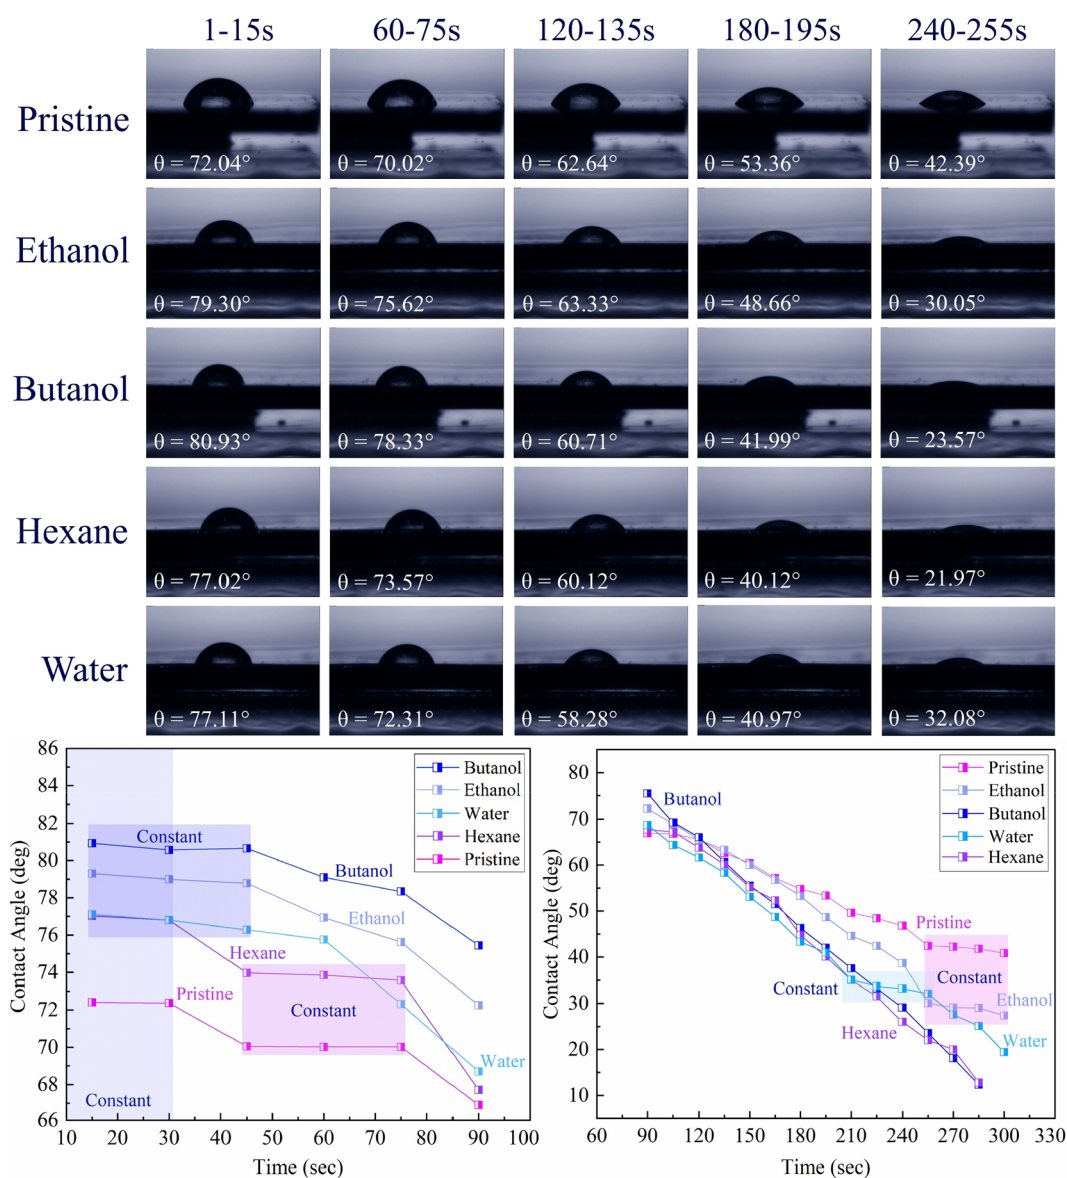 1-15s 60-75s 120-135s 180-195s 240-255s
Pristine
θ = 72.04° θ = 70.02° θ = 62.64° θ = 53.36° θ = 42.39°
Ethanol
θ = 79.30° θ = 75.62° θ = 63.33° θ = 48.66° θ = 30.05°
Butanol
θ = 80.93° θ = 78.33° θ = 60.71° θ = 41.99° θ = 23.57°
Hexane
θ = 77.02° θ = 73.57° θ = 60.12° θ = 40.12° θ = 21.97°
Water
θ = 77.11° θ = 72.31° θ = 58.28° θ = 40.97° θ = 32.08°
Contact Angle (deg)
86
84
82
80
78
76
74
72
70
68
66
Butanol
Ethanol
Water
Hexane
Pristine
Constant
Butanol
Ethanol
Hexane
Pristine
Constant
Water
Constant
10 20 30 40 50 60 70 80 90 100
Time (sec)
Contact Angle (deg)
80
70
60
50
40
30
20
10
Pristine
Ethanol
Butanol
Water
Hexane
Butanol
Pristine
Constant
Constant
Ethanol
Hexane
Water
60 90 120 150 180 210 240 270 300 330
Time (sec)